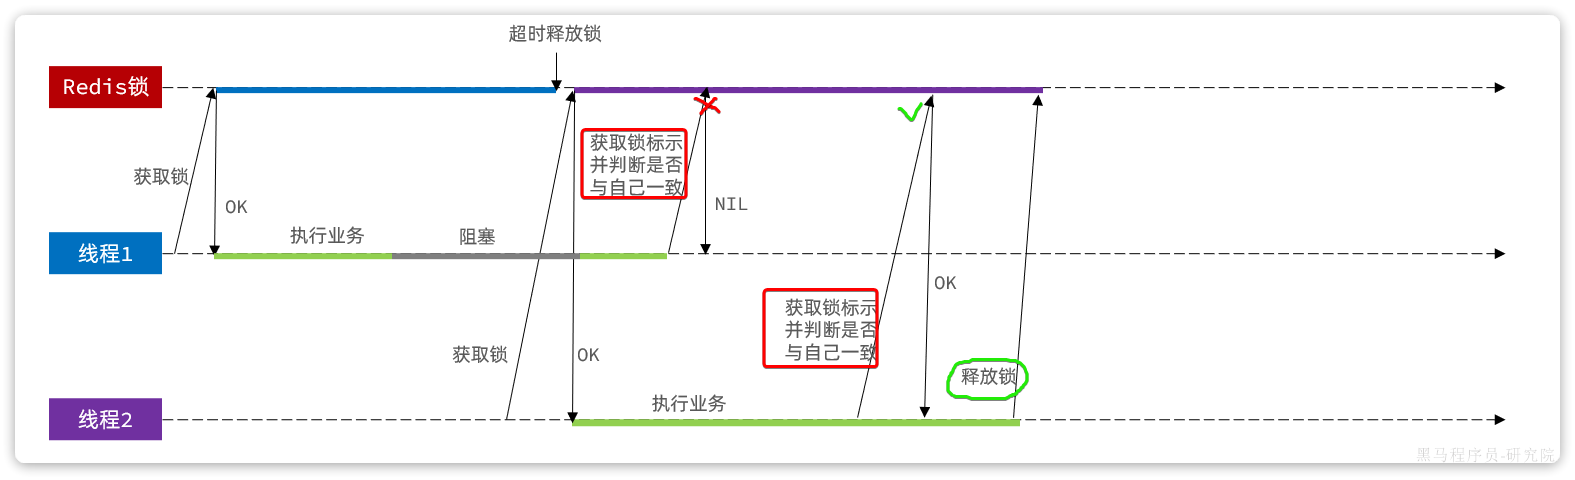 超时释放锁
Redis锁
获取锁标示
并判断是否
与自己一致
获取锁
OK
NIL
执行业务
阻塞
线程1
OK
获取锁标示
并判断是否
与自己一致
获取锁
OK
释放锁
执行业务
线程2
黑马程序员-研究院